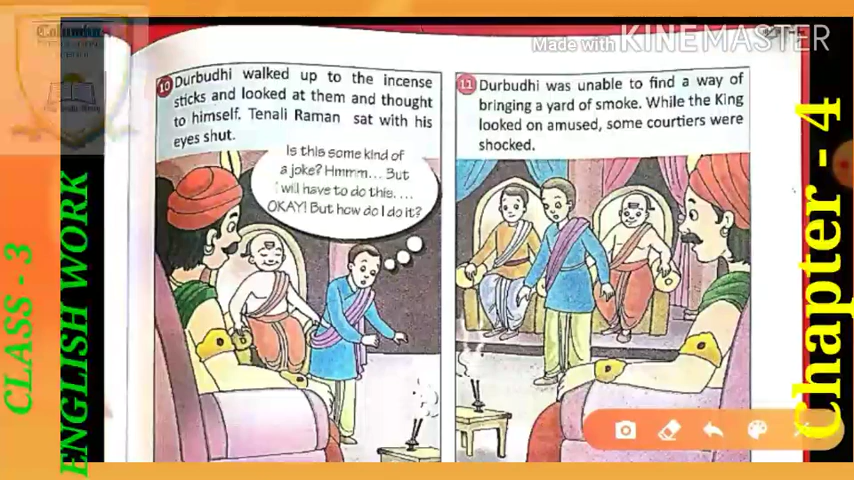 Columbus
Made with KINEMASTER
10 Durbudhi walked up to the incense
sticks and looked at them and thought
to himself. Tenali Raman sat with his
eyes shut.
Is this some kind of
a joke? Hmmm... But
I will have to do this....
OKAY! But how do I do it?
11 Durbudhi was unable to find a way of
bringing a yard of smoke. While the King
looked on amused, some courtiers were
shocked.
CLASS - 3
ENGLISH WORK
Chapter - 4